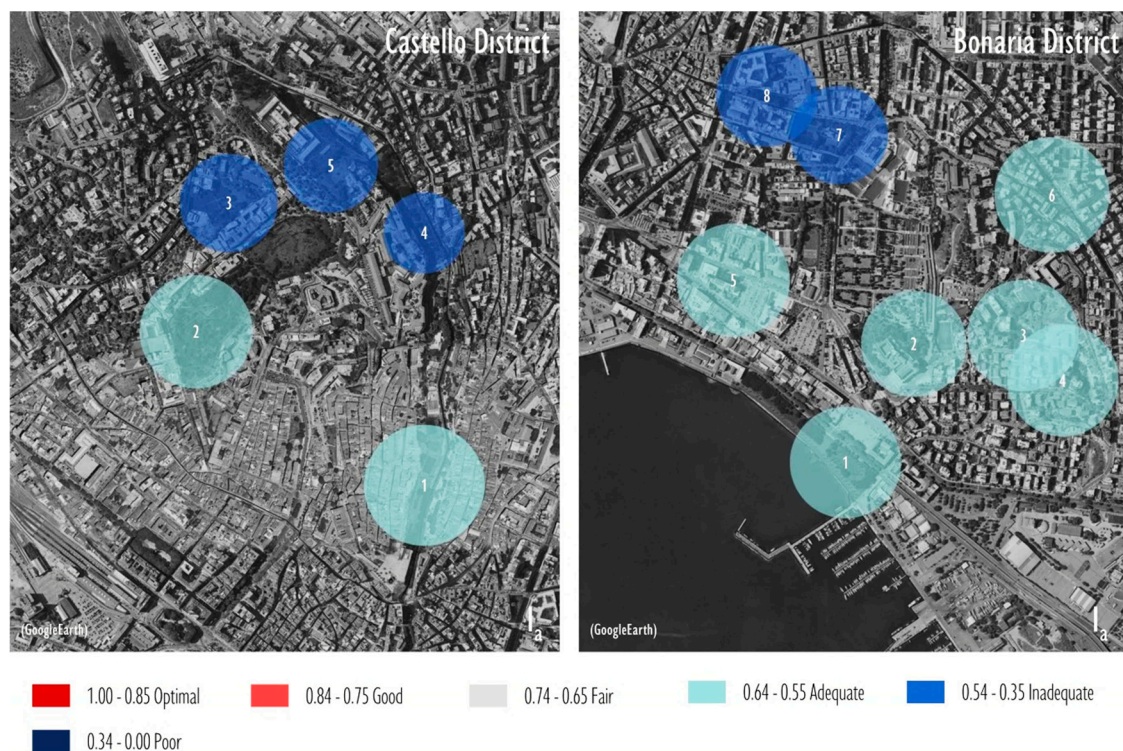 Castello District
5
3
4
2
1
(GoogleEarth)
Ia
Bonaria District
8
7
6
5
3
2
4
1
(GoogleEarth)
Ia
1.00 - 0.85 Optimal
0.84 - 0.75 Good
0.74 - 0.65 Fair
0.64 - 0.55 Adequate
0.54 - 0.35 Inadequate
0.34 - 0.00 Poor